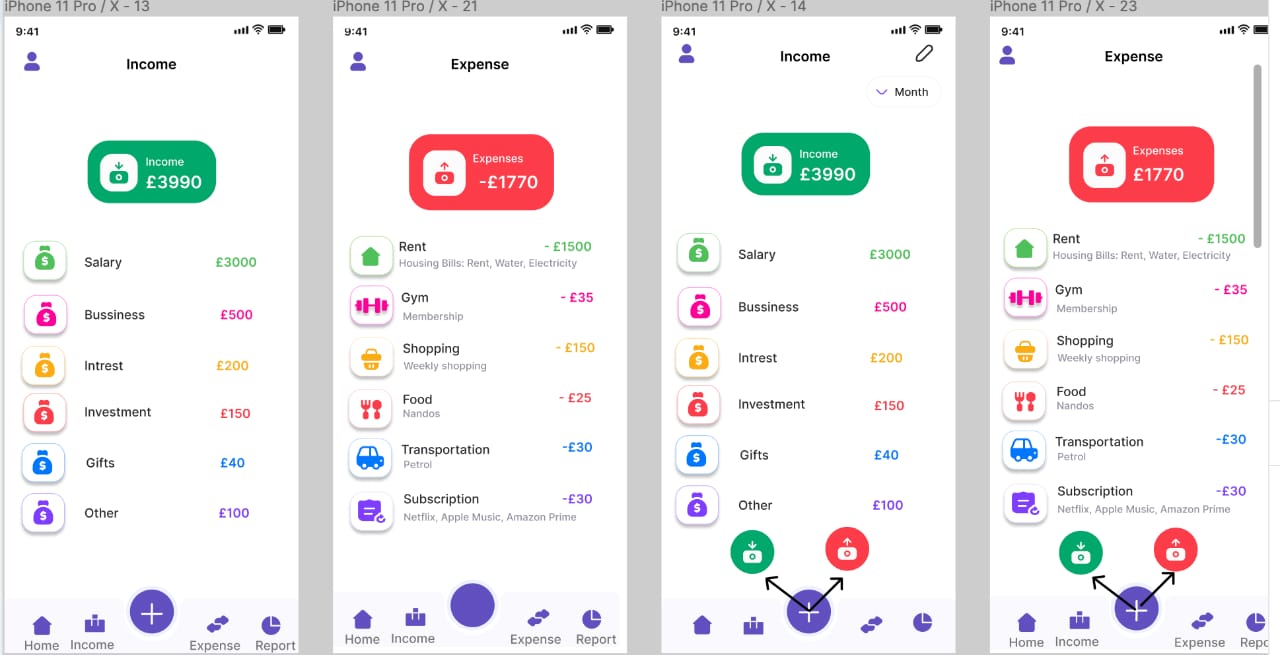 iPhone 11 Pro / X - 13
9:41
Income
Income
£3990
Salary £3000
Bussiness £500
Intrest £200
Investment £150
Gifts £40
Other £100
Home Income Expense Report
iPhone 11 Pro / X - 21
9:41
Expense
Expenses
-£1770
Rent - £1500
Housing Bills: Rent, Water, Electricity
Gym - £35
Membership
Shopping - £150
Weekly shopping
Food - £25
Nandos
Transportation -£30
Petrol
Subscription -£30
Netflix, Apple Music, Amazon Prime
Home Income Expense Report
iPhone 11 Pro / X - 14
9:41
Income
Month
Income
£3990
Salary £3000
Bussiness £500
Intrest £200
Investment £150
Gifts £40
Other £100
iPhone 11 Pro / X - 23
9:41
Expense
Expenses
£1770
Rent - £1500
Housing Bills: Rent, Water, Electricity
Gym - £35
Membership
Shopping - £150
Weekly shopping
Food - £25
Nandos
Transportation -£30
Petrol
Subscription -£30
Netflix, Apple Music, Amazon Prime
Home Income Expense Repo